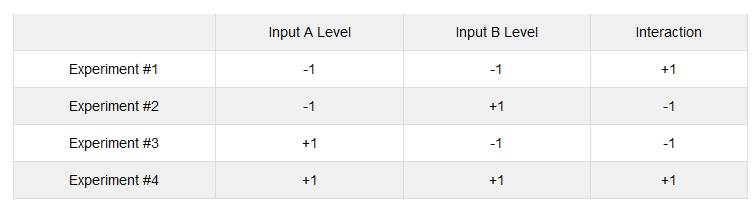 Input A Level Input B Level Interaction
Experiment #1 -1 -1 +1
Experiment #2 -1 +1 -1
Experiment #3 +1 -1 -1
Experiment #4 +1 +1 +1